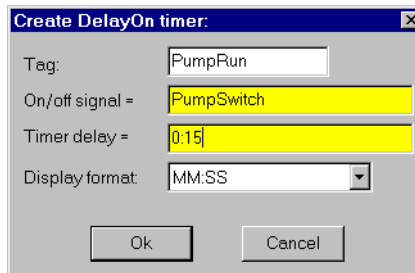 Create DelayOn timer:
Tag: PumpRun
On/off signal = PumpSwitch
Timer delay = 0:15
Display format: MM:SS
Ok Cancel